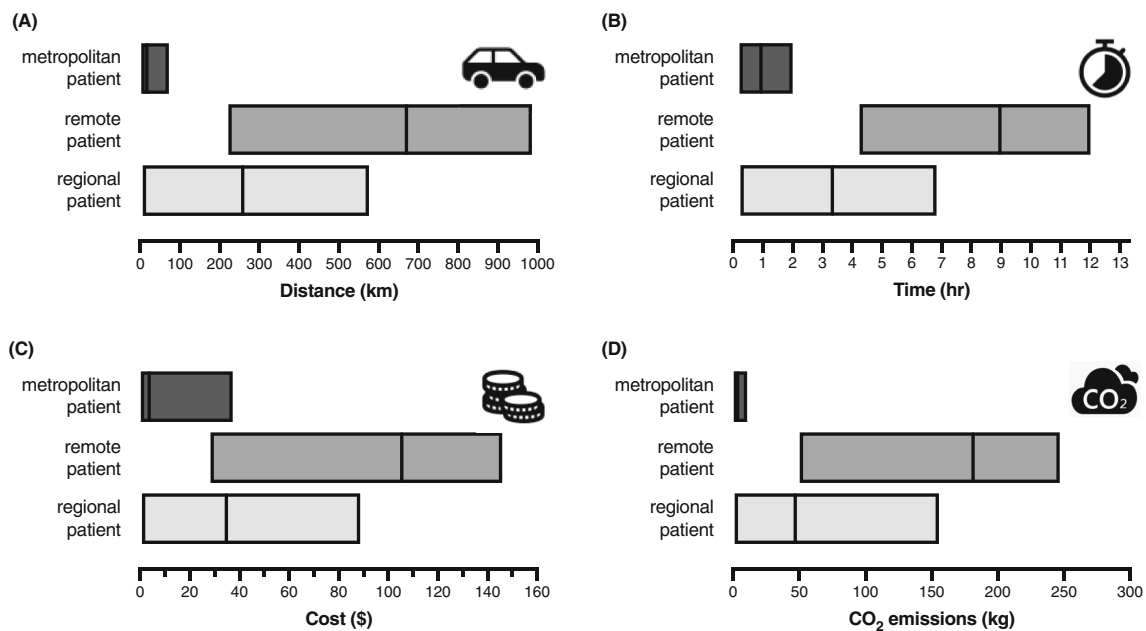 (A)
metropolitan
patient
remote
patient
regional
patient
0 100 200 300 400 500 600 700 800 900 1000
Distance (km)
(B)
metropolitan
patient
remote
patient
regional
patient
0 1 2 3 4 5 6 7 8 9 10 11 12 13
Time (hr)
(C)
metropolitan
patient
remote
patient
regional
patient
0 20 40 60 80 100 120 140 160
Cost ($)
(D)
metropolitan
patient
CO₂
remote
patient
regional
patient
0 50 100 150 200 250 300
CO₂ emissions (kg)